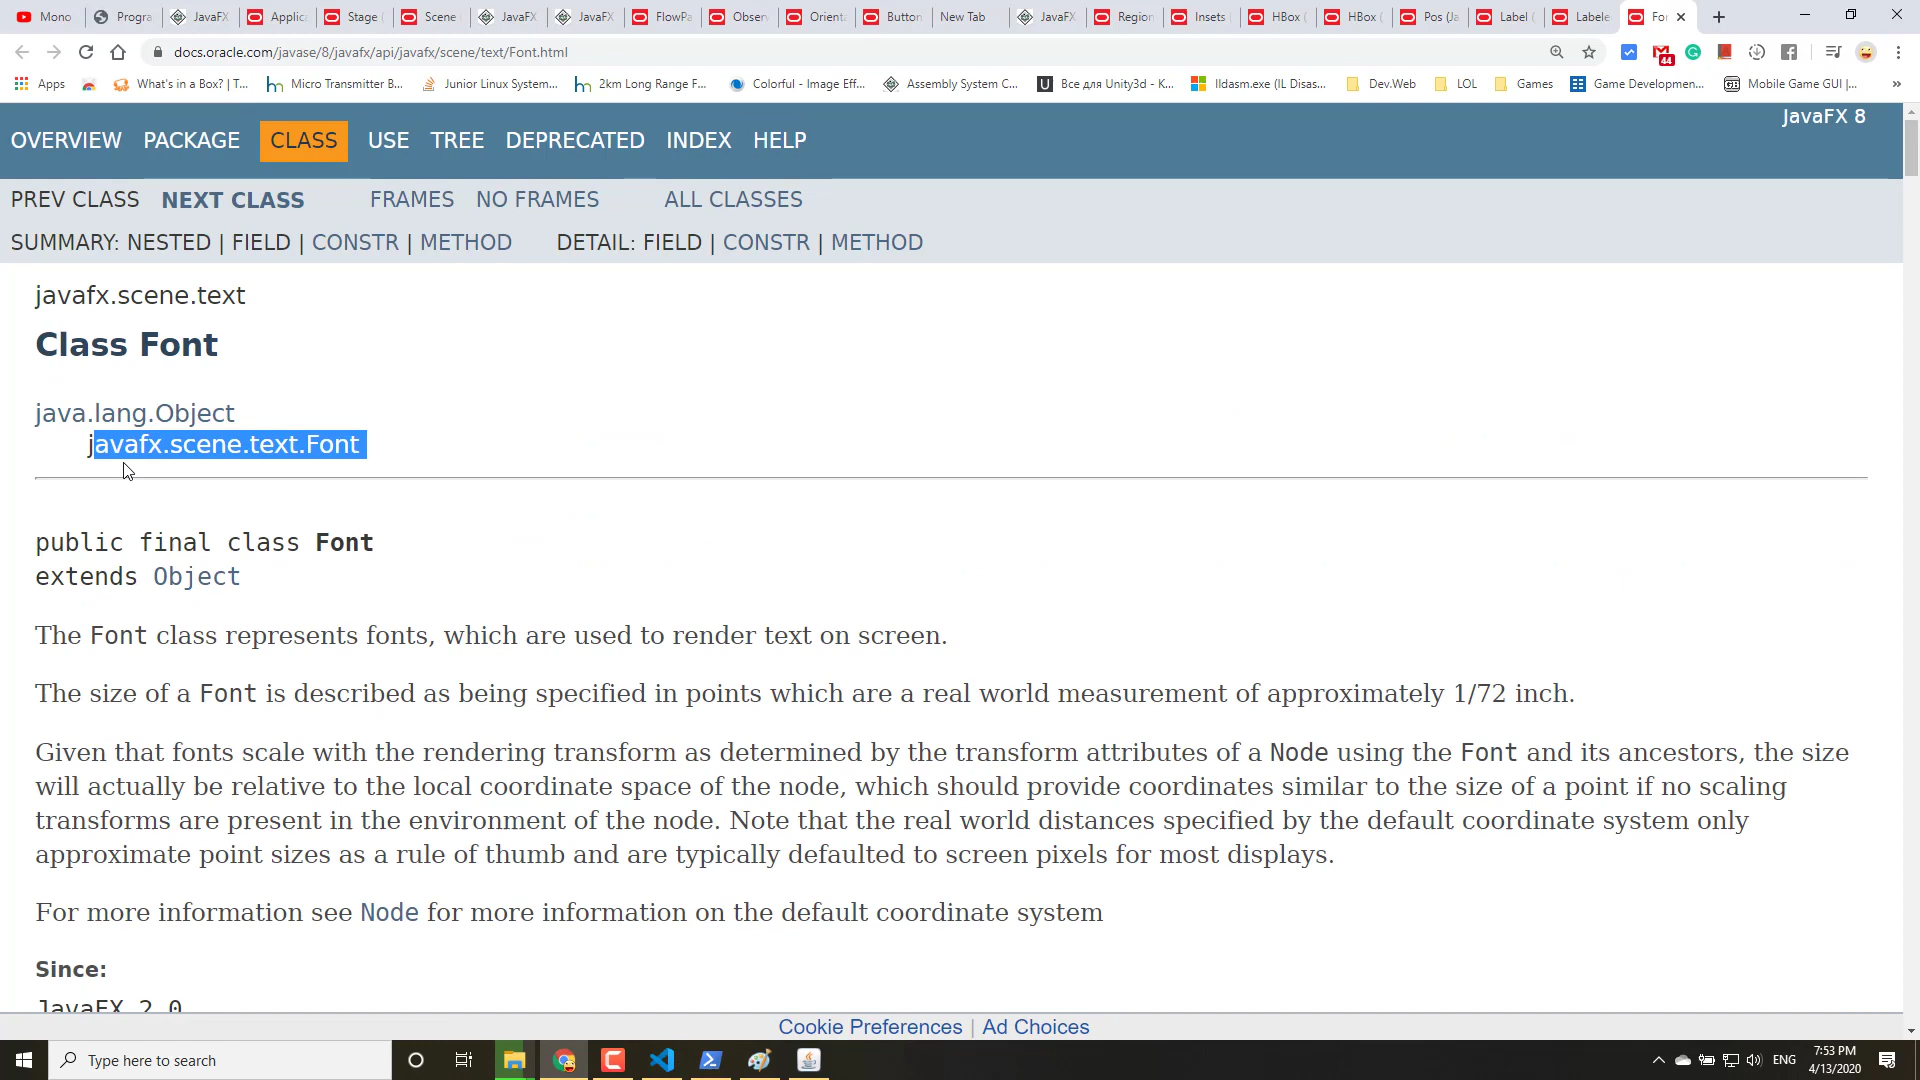 Mono
Progra
JavaFX
Applic
Stage (
Scene
JavaFX
JavaFX
FlowPa
Observ
Orienta
Button
New Tab
JavaFX
Region
Insets (
HBox (
HBox (
Pos (Ja
Label (
Labele
For
docs.oracle.com/javase/8/javafx/api/javafx/scene/text/Font.html
44
Apps
What's in a Box? | T...
Micro Transmitter B...
Junior Linux System...
2km Long Range F...
Colorful - Image Eff...
Assembly System C...
Все для Unity3d - K...
Ildasm.exe (IL Disas...
Dev.Web
LOL
Games
Game Developmen...
Mobile Game GUI |...
JavaFX 8
OVERVIEW PACKAGE CLASS USE TREE DEPRECATED INDEX HELP
PREV CLASS NEXT CLASS FRAMES NO FRAMES ALL CLASSES
SUMMARY: NESTED | FIELD | CONSTR | METHOD DETAIL: FIELD | CONSTR | METHOD
javafx.scene.text
Class Font
java.lang.Object
javafx.scene.text.Font
public final class Font
extends Object
The Font class represents fonts, which are used to render text on screen.
The size of a Font is described as being specified in points which are a real world measurement of approximately 1/72 inch.
Given that fonts scale with the rendering transform as determined by the transform attributes of a Node using the Font and its ancestors, the size
will actually be relative to the local coordinate space of the node, which should provide coordinates similar to the size of a point if no scaling
transforms are present in the environment of the node. Note that the real world distances specified by the default coordinate system only
approximate point sizes as a rule of thumb and are typically defaulted to screen pixels for most displays.
For more information see Node for more information on the default coordinate system
Since:
JavaFX 2.0
Cookie Preferences | Ad Choices
Type here to search
ENG
7:53 PM
4/13/2020